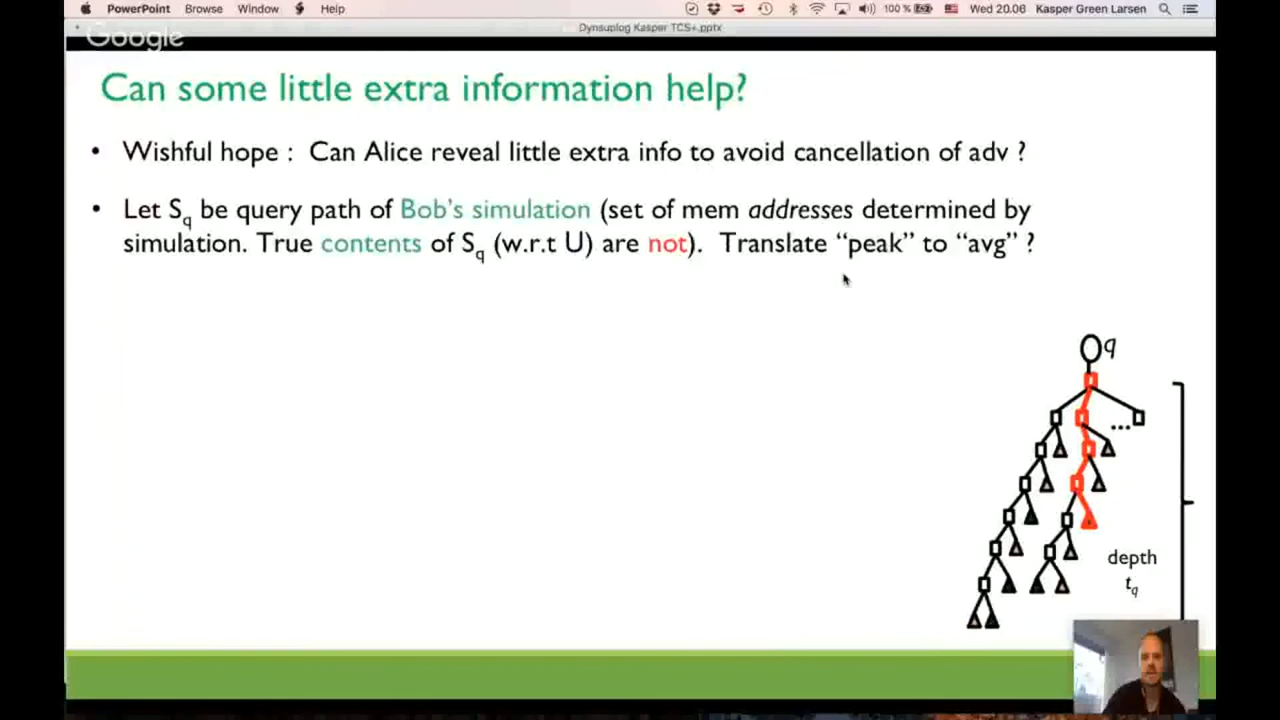 PowerPoint Browse Window Help 100 % Wed 20.06 Kasper Green Larsen
Dynsuplog Kasper TCS+.pptx
Google
Can some little extra information help?
• Wishful hope : Can Alice reveal little extra info to avoid cancellation of adv ?
• Let Sq be query path of Bob's simulation (set of mem addresses determined by
simulation. True contents of Sq (w.r.t U) are not). Translate “peak” to “avg” ?
q
...
depth
tq